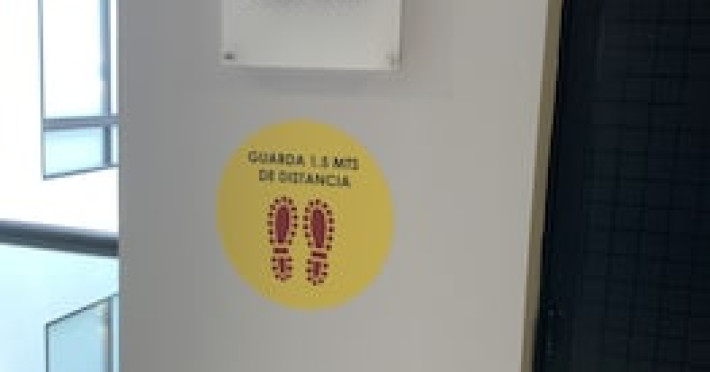 GUARDA 1.5 MTS
DE DISTANCIA